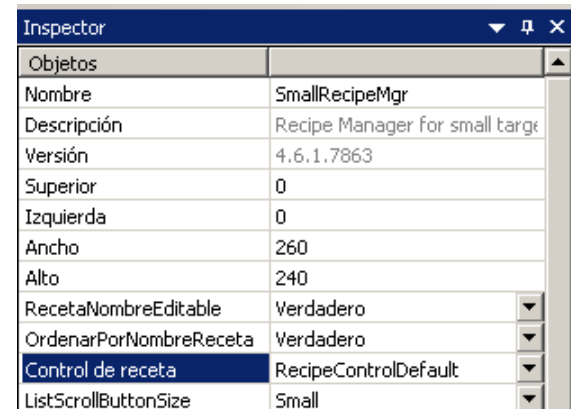 Inspector
Objetos
Nombre SmallRecipeMgr
Descripción Recipe Manager for small targe
Versión 4.6.1.7863
Superior 0
Izquierda 0
Ancho 260
Alto 240
RecetaNombreEditable Verdadero
OrdenarPorNombreReceta Verdadero
Control de receta RecipeControlDefault
ListScrollButtonSize Small